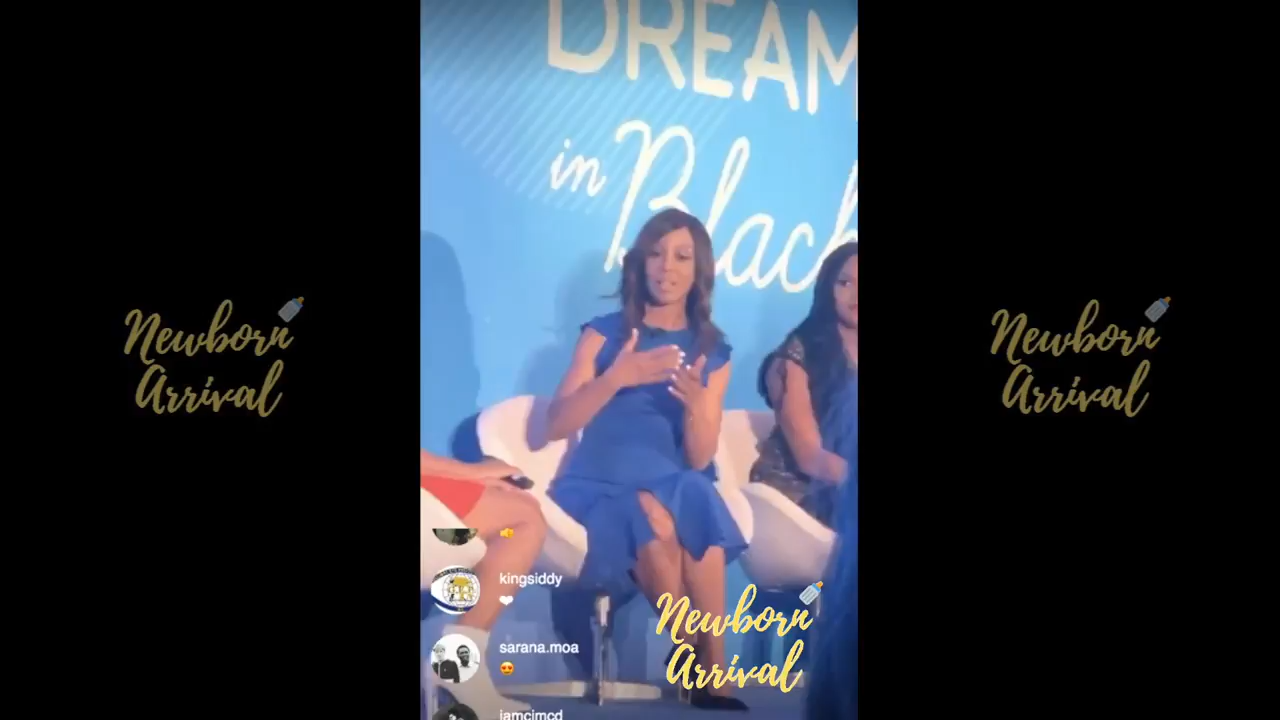 DREAM
in Black
Newborn
Arrival
Newborn
Arrival
kingsiddy
sarana.moa
iamcimcd
Newborn
Arrival